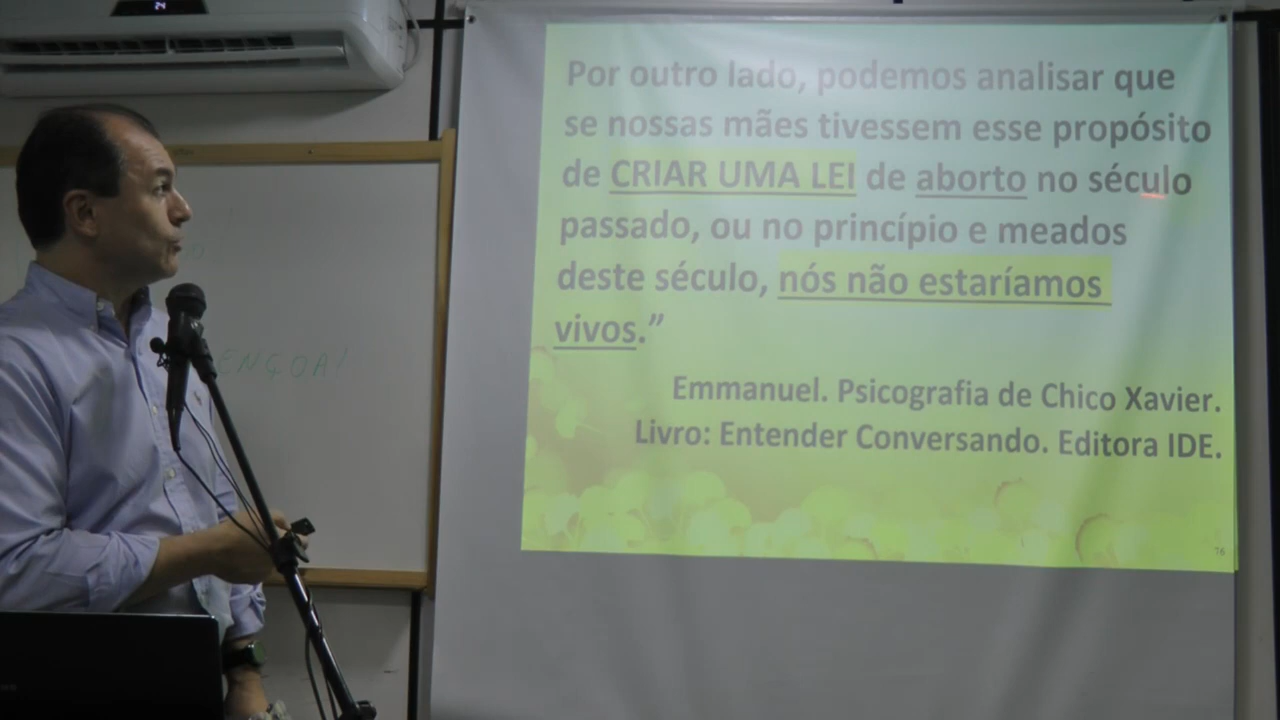 24
Por outro lado, podemos analisar que
se nossas mães tivessem esse propósito
de CRIAR UMA LEI de aborto no século
passado, ou no princípio e meados
deste século, nós não estaríamos
vivos.”
Emmanuel. Psicografia de Chico Xavier.
Livro: Entender Conversando. Editora IDE.
76